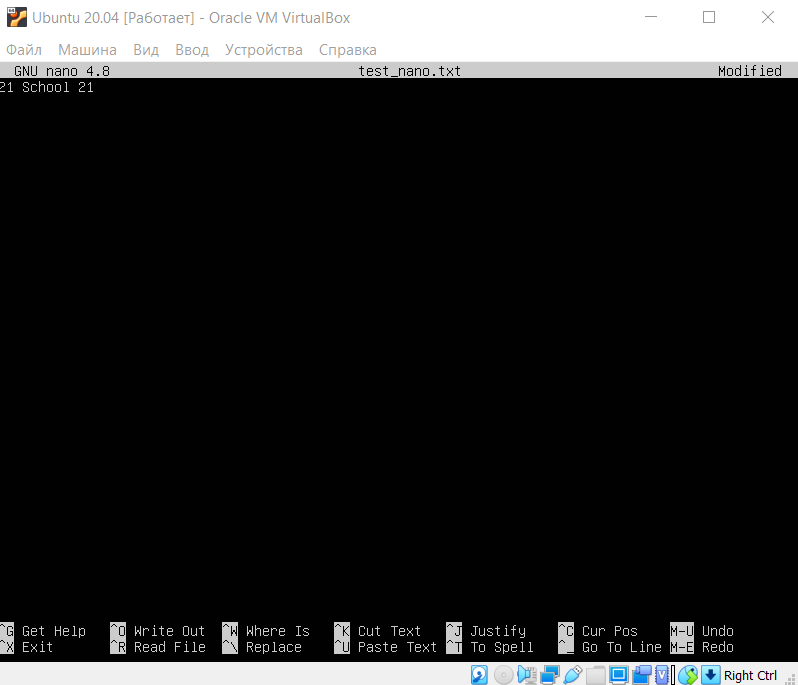 Ubuntu 20.04 [Работает] - Oracle VM VirtualBox
Файл Машина Вид Ввод Устройства Справка
GNU nano 4.8 test_nano.txt Modified
21 School 21
^G Get Help ^O Write Out ^W Where Is ^K Cut Text ^J Justify ^C Cur Pos M-U Undo
^X Exit ^R Read File ^\ Replace ^U Paste Text ^T To Spell ^_ Go To Line M-E Redo
Right Ctrl